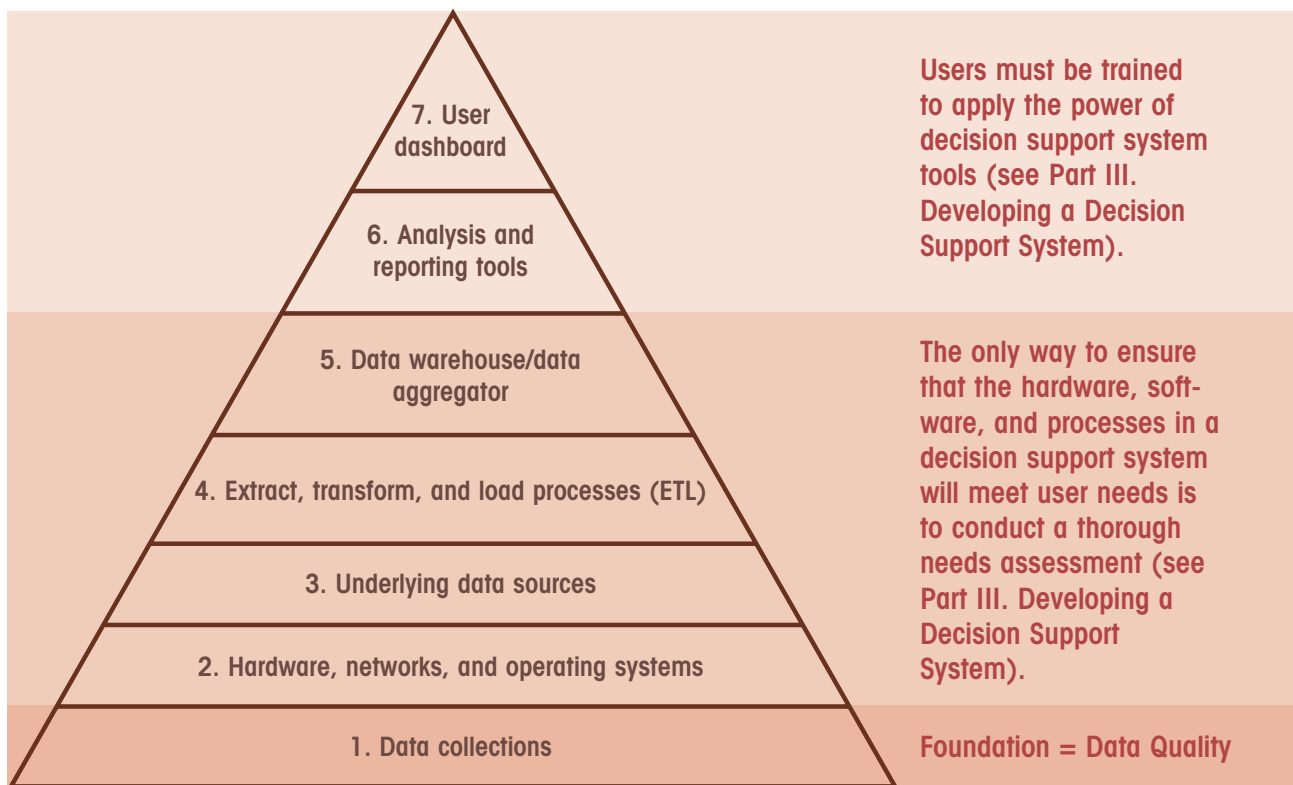 7. User
dashboard
6. Analysis and
reporting tools
5. Data warehouse/data
aggregator
4. Extract, transform, and load processes (ETL)
3. Underlying data sources
2. Hardware, networks, and operating systems
1. Data collections
Users must be trained
to apply the power of
decision support system
tools (see Part III.
Developing a Decision
Support System).
The only way to ensure
that the hardware, soft-
ware, and processes in a
decision support system
will meet user needs is
to conduct a thorough
needs assessment (see
Part III. Developing a
Decision Support
System).
Foundation = Data Quality